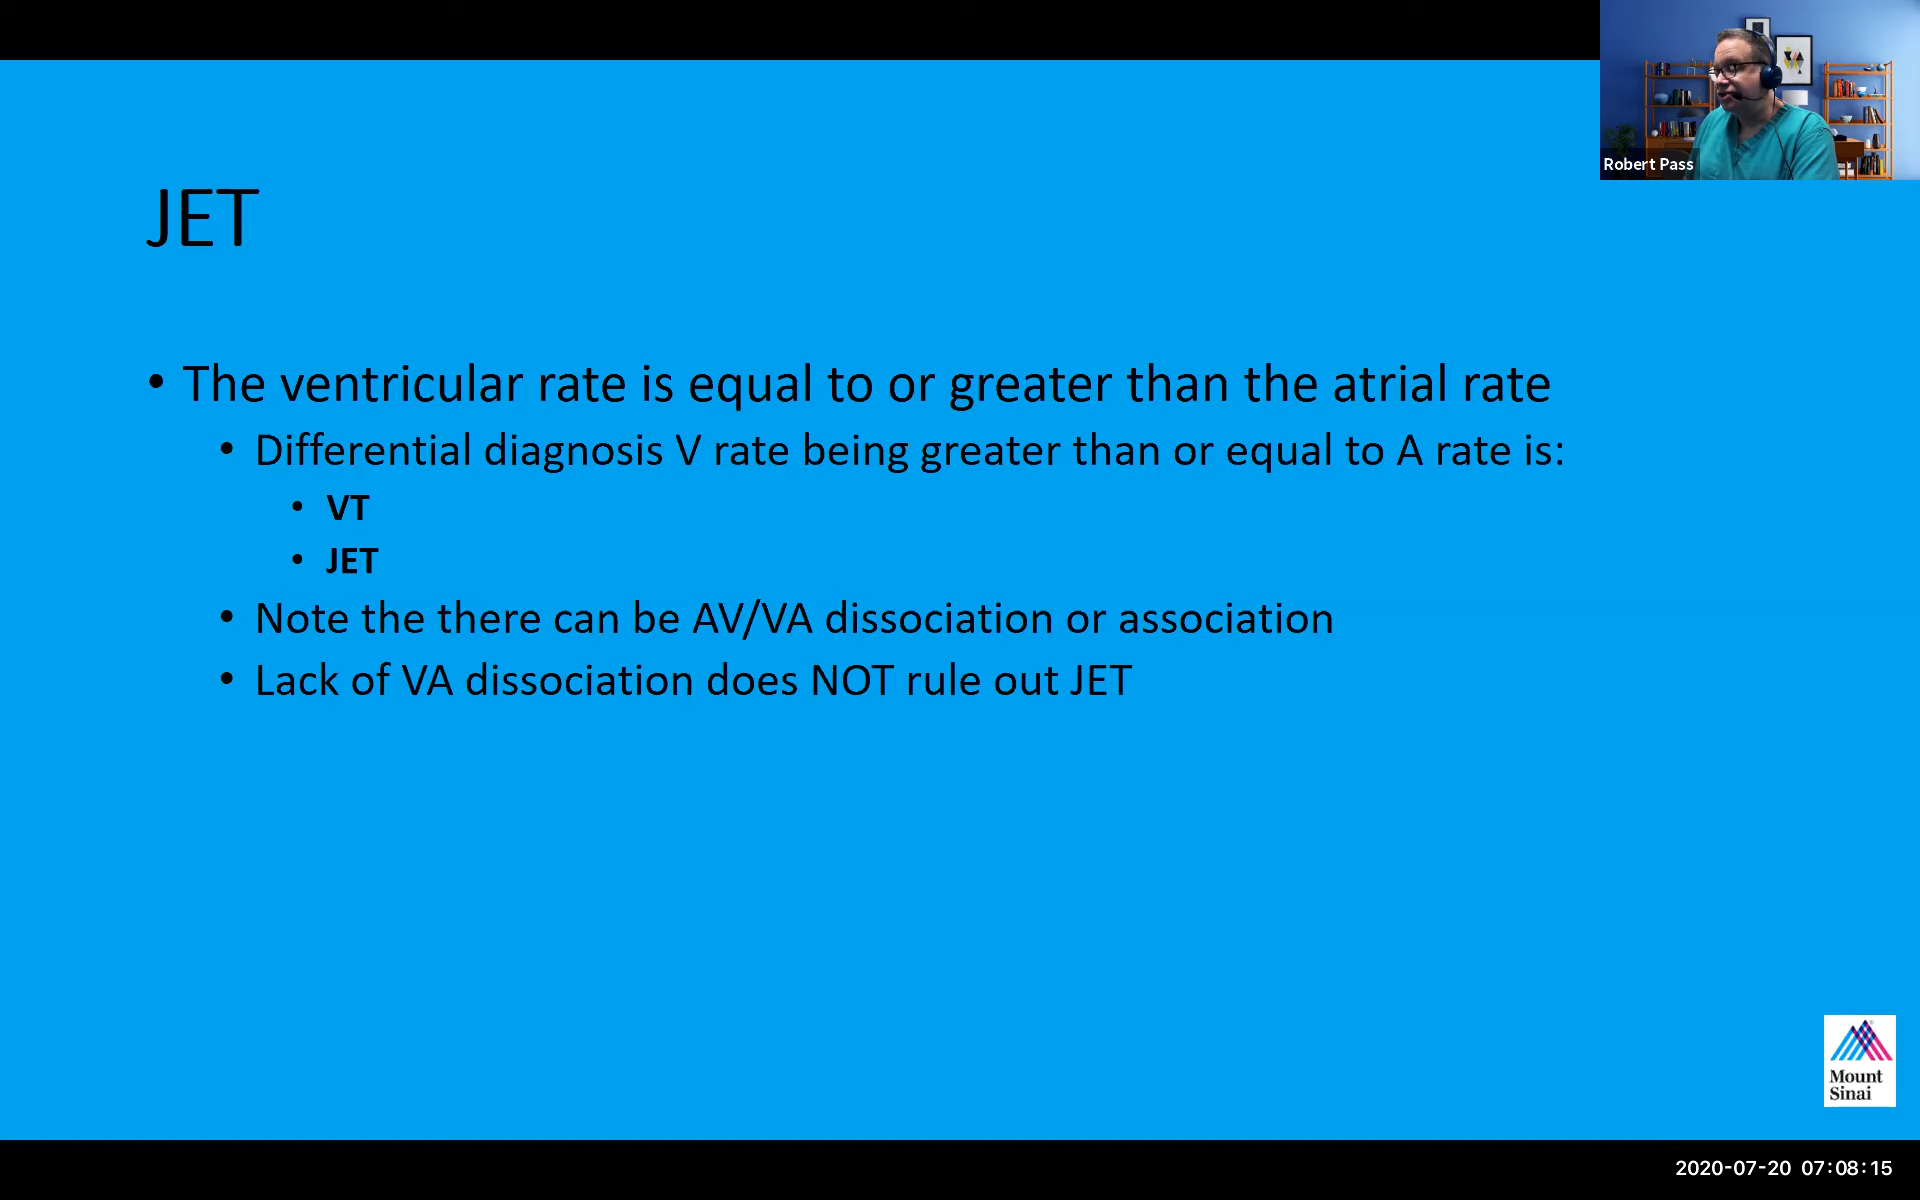 Robert Pass
JET
• The ventricular rate is equal to or greater than the atrial rate
• Differential diagnosis V rate being greater than or equal to A rate is:
• VT
• JET
• Note the there can be AV/VA dissociation or association
• Lack of VA dissociation does NOT rule out JET
Mount
Sinai
2020-07-20 07:08:15